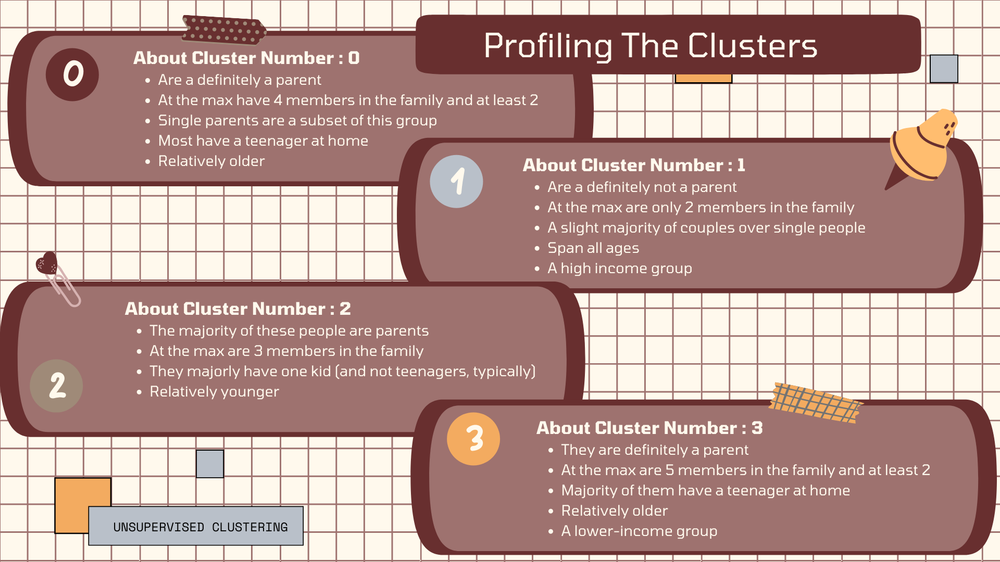 Profiling The Clusters
0
About Cluster Number : 0
• Are a definitely a parent
• At the max have 4 members in the family and at least 2
• Single parents are a subset of this group
• Most have a teenager at home
• Relatively older
1
About Cluster Number : 1
• Are a definitely not a parent
• At the max are only 2 members in the family
• A slight majority of couples over single people
• Span all ages
• A high income group
2
About Cluster Number : 2
• The majority of these people are parents
• At the max are 3 members in the family
• They majorly have one kid (and not teenagers, typically)
• Relatively younger
3
About Cluster Number : 3
• They are definitely a parent
• At the max are 5 members in the family and at least 2
• Majority of them have a teenager at home
• Relatively older
• A lower-income group
UNSUPERVISED CLUSTERING